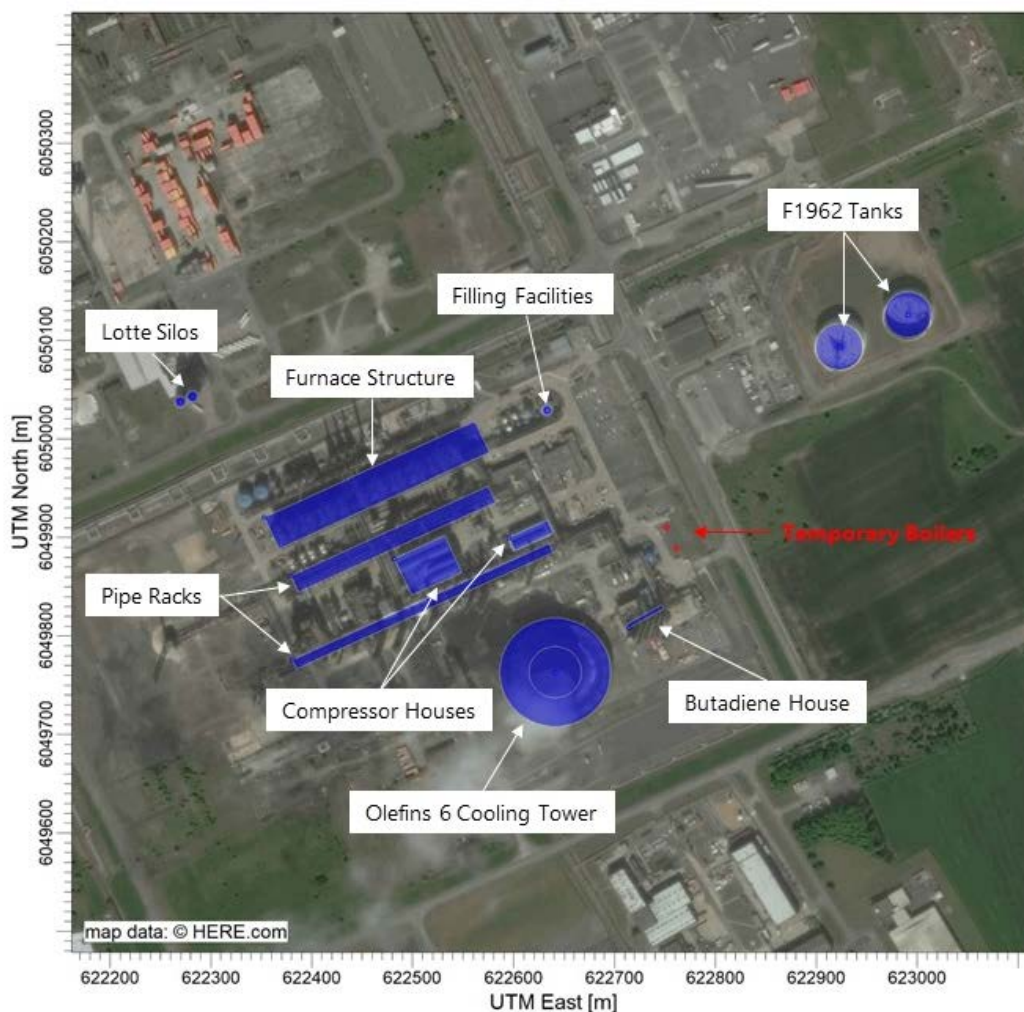 F1962 Tanks
Filling Facilities
Lotte Silos
Furnace Structure
Temporary Boilers
Pipe Racks
Compressor Houses
Butadiene House
Olefins 6 Cooling Tower
map data: © HERE.com
UTM North [m]
6050300
6050200
6050100
6050000
6049900
6049800
6049700
6049600
622200 622300 622400 622500 622600 622700 622800 622900 623000
UTM East [m]